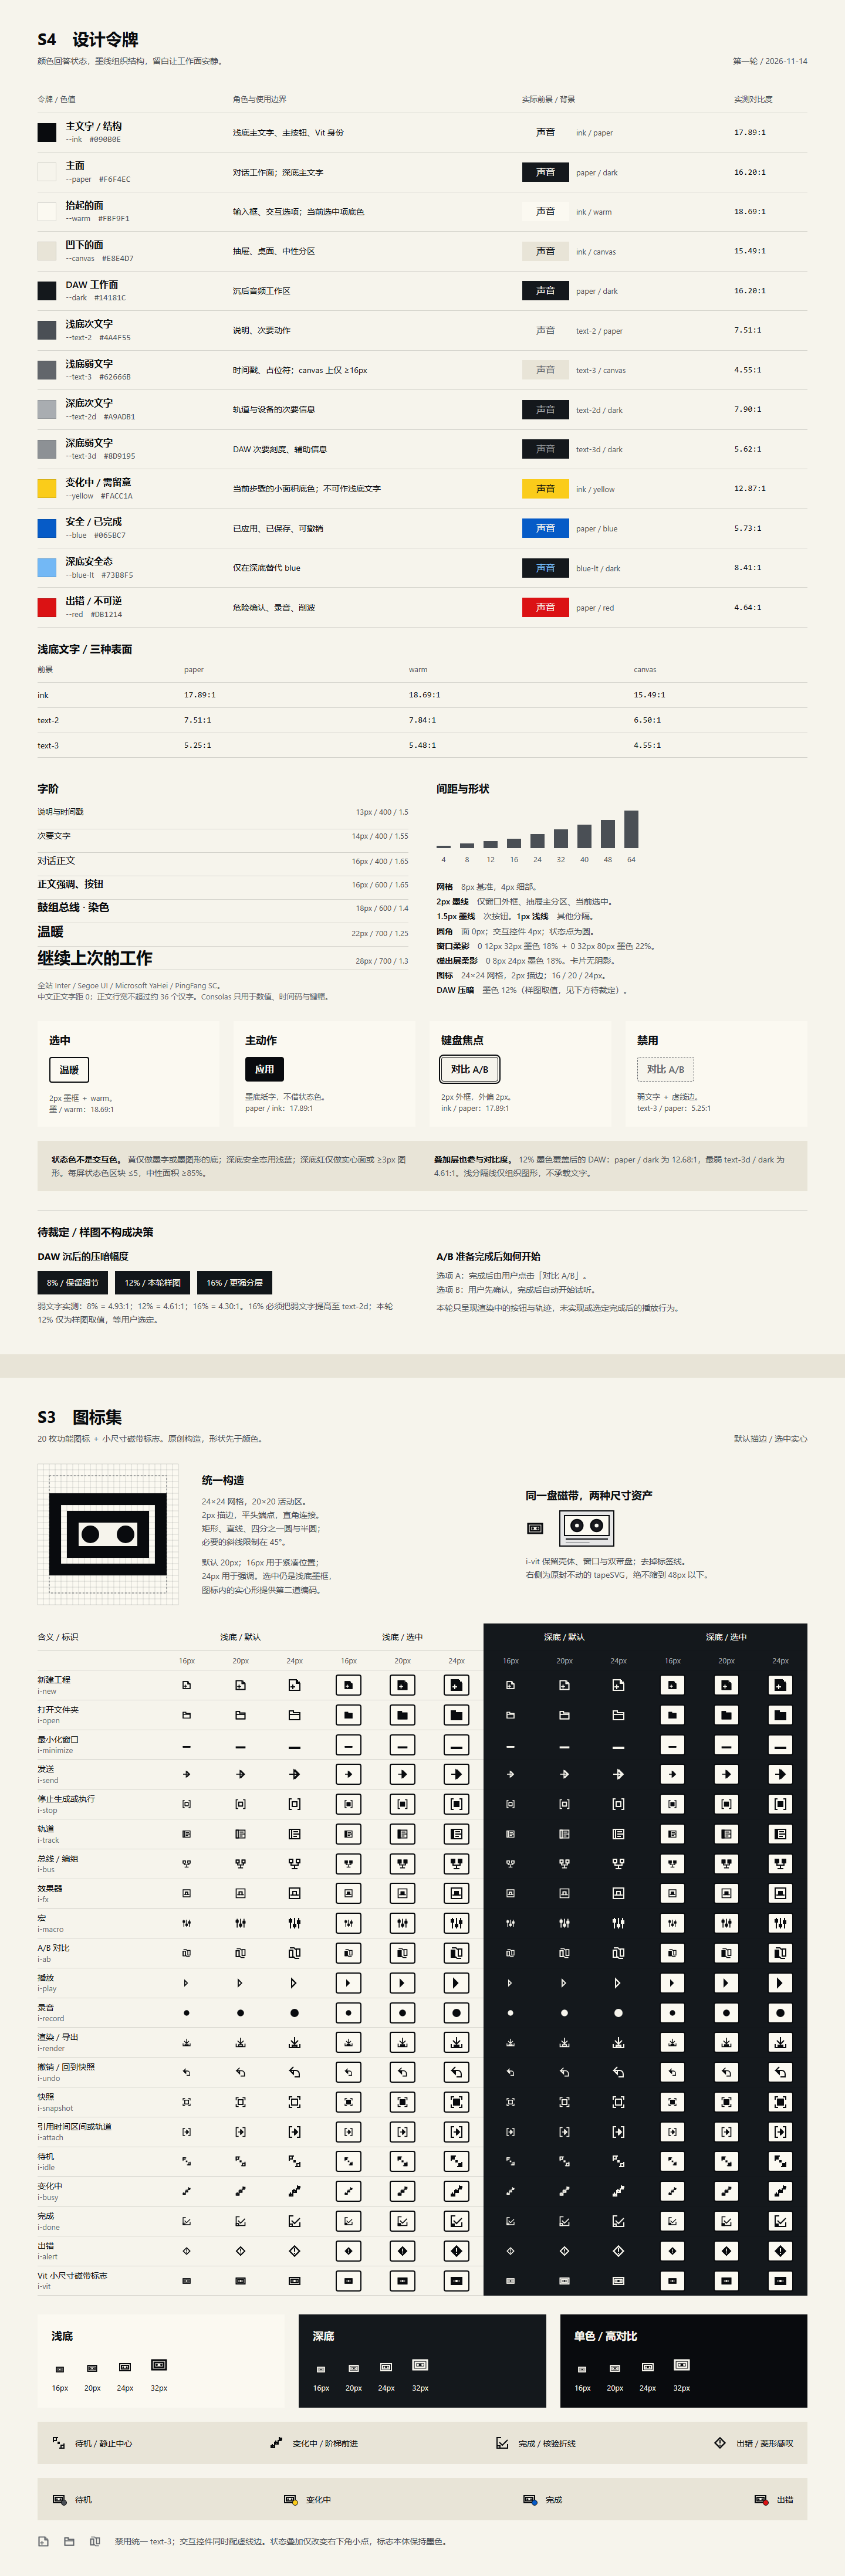 S4 设计令牌
颜色回答状态，墨线组织结构，留白让工作面安静。
第一轮 / 2026-11-14
令牌 / 色值 角色与使用边界 实际前景 / 背景 实测对比度
主文字 / 结构
--ink #090B0E
浅底主文字、主按钮、Vit 身份 声音 ink / paper 17.89:1
主面
--paper #F6F4EC
对话工作面；深底主文字 声音 paper / dark 16.20:1
抬起的面
--warm #FBF9F1
输入框、交互选项；当前选中项底色 声音 ink / warm 18.69:1
凹下的面
--canvas #E8E4D7
抽屉、桌面、中性分区 声音 ink / canvas 15.49:1
DAW 工作面
--dark #14181C
沉后音频工作区 声音 paper / dark 16.20:1
浅底次文字
--text-2 #4A4F55
说明、次要动作 声音 text-2 / paper 7.51:1
浅底弱文字
--text-3 #62666B
时间戳、占位符；canvas 上仅 ≥16px 声音 text-3 / canvas 4.55:1
深底次文字
--text-2d #A9ADB1
轨道与设备的次要信息 声音 text-2d / dark 7.90:1
深底弱文字
--text-3d #8D9195
DAW 次要刻度、辅助信息 声音 text-3d / dark 5.62:1
变化中 / 需留意
--yellow #FACC1A
当前步骤的小面积底色；不可作浅底文字 声音 ink / yellow 12.87:1
安全 / 已完成
--blue #065BC7
已应用、已保存、可撤销 声音 paper / blue 5.73:1
深底安全态
--blue-lt #73B8F5
仅在深底替代 blue 声音 blue-lt / dark 8.41:1
出错 / 不可逆
--red #DB1214
危险确认、录音、削波 声音 paper / red 4.64:1
浅底文字 / 三种表面
前景 paper warm canvas
ink 17.89:1 18.69:1 15.49:1
text-2 7.51:1 7.84:1 6.50:1
text-3 5.25:1 5.48:1 4.55:1
字阶
说明与时间戳 13px / 400 / 1.5
次要文字 14px / 400 / 1.55
对话正文 16px / 400 / 1.65
正文强调、按钮 16px / 600 / 1.65
鼓组总线 · 染色 18px / 600 / 1.4
温暖 22px / 700 / 1.25
继续上次的工作 28px / 700 / 1.3
全站 Inter / Segoe UI / Microsoft YaHei / PingFang SC。
中文正文字距 0；正文行宽不超过约 36 个汉字。Consolas 只用于数值、时间码与键帽。
间距与形状
4 8 12 16 24 32 40 48 64
网格 8px 基准，4px 细部。
2px 墨线 仅窗口外框、抽屉主分区、当前选中。
1.5px 墨线 次按钮。1px 浅线 其他分隔。
圆角 面 0px；交互控件 4px；状态点为圆。
窗口柔影 0 12px 32px 墨色 18% + 0 32px 80px 墨色 22%。
弹出层柔影 0 8px 24px 墨色 18%。卡片无阴影。
图标 24×24 网格，2px 描边；16 / 20 / 24px。
DAW 压暗 墨色 12%（样图取值，见下方待裁定）。
选中
温暖
2px 墨框 + warm。
墨 / warm：18.69:1
主动作
应用
墨底纸字，不借状态色。
paper / ink：17.89:1
键盘焦点
对比 A/B
2px 外框，外偏 2px。
ink / paper：17.89:1
禁用
对比 A/B
弱文字 + 虚线边。
text-3 / paper：5.25:1
状态色不是交互色。 黄仅做墨字或墨图形的底；深底安全态用浅蓝；深底红仅做实心面或 ≥3px 图
形。每屏状态色区块 ≤5，中性面积 ≥85%。
叠加层也参与对比度。 12% 墨色覆盖后的 DAW：paper / dark 为 12.68:1，最弱 text-3d / dark 为
4.61:1。浅分隔线仅组织图形，不承载文字。
待裁定 / 样图不构成决策
DAW 沉后的压暗幅度
8% / 保留细节 12% / 本轮样图 16% / 更强分层
弱文字实测：8% = 4.93:1；12% = 4.61:1；16% = 4.30:1。16% 必须把弱文字提高至 text-2d；本轮
12% 仅为样图取值，等用户选定。
A/B 准备完成后如何开始
选项 A：完成后由用户点击「对比 A/B」。
选项 B：用户先确认，完成后自动开始试听。
本轮只呈现渲染中的按钮与轨迹，未实现或选定完成后的播放行为。
S3 图标集
20 枚功能图标 + 小尺寸磁带标志。原创构造，形状先于颜色。
默认描边 / 选中实心
统一构造
24×24 网格，20×20 活动区。
2px 描边，平头端点，直角连接。
矩形、直线、四分之一圆与半圆；
必要的斜线限制在 45°。
默认 20px；16px 用于紧凑位置；
24px 用于强调。选中仍是浅底墨框，
图标内的实心形提供第二道编码。
同一盘磁带，两种尺寸资产
i-vit 保留壳体、窗口与双带盘；去掉标签线。
右侧为原封不动的 tapeSVG，绝不缩到 48px 以下。
含义 / 标识 浅底 / 默认 浅底 / 选中 深底 / 默认 深底 / 选中
16px 20px 24px 16px 20px 24px 16px 20px 24px 16px 20px 24px
新建工程
i-new
打开文件夹
i-open
最小化窗口
i-minimize
发送
i-send
停止生成或执行
i-stop
轨道
i-track
总线 / 编组
i-bus
效果器
i-fx
宏
i-macro
A/B 对比
i-ab
播放
i-play
录音
i-record
渲染 / 导出
i-render
撤销 / 回到快照
i-undo
快照
i-snapshot
引用时间区间或轨道
i-attach
待机
i-idle
变化中
i-busy
完成
i-done
出错
i-alert
Vit 小尺寸磁带标志
i-vit
浅底
16px 20px 24px 32px
深底
16px 20px 24px 32px
单色 / 高对比
16px 20px 24px 32px
待机 / 静止中心 变化中 / 阶梯前进 完成 / 核验折线 出错 / 菱形感叹
待机 变化中 完成 出错
禁用统一 text-3；交互控件同时配虚线边。状态叠加仅改变右下角小点，标志本体保持墨色。